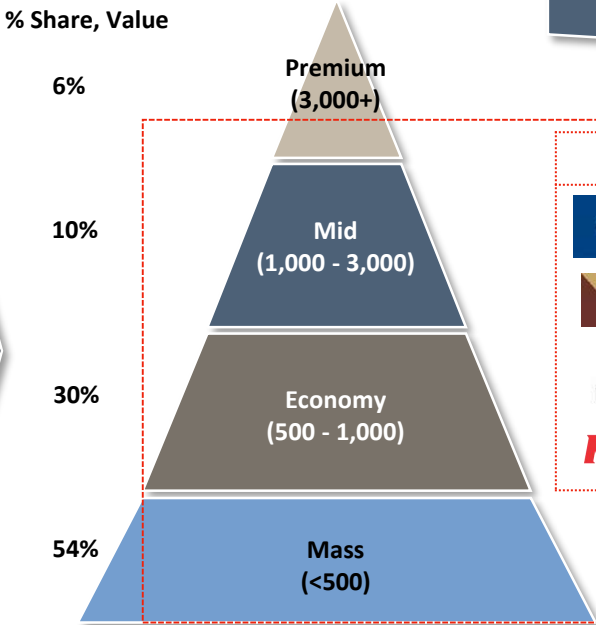 % Share, Value
6%
Premium
(3,000+)
10%
Mid
(1,000 - 3,000)
30%
Economy
(500 - 1,000)
54%
Mass
(<500)